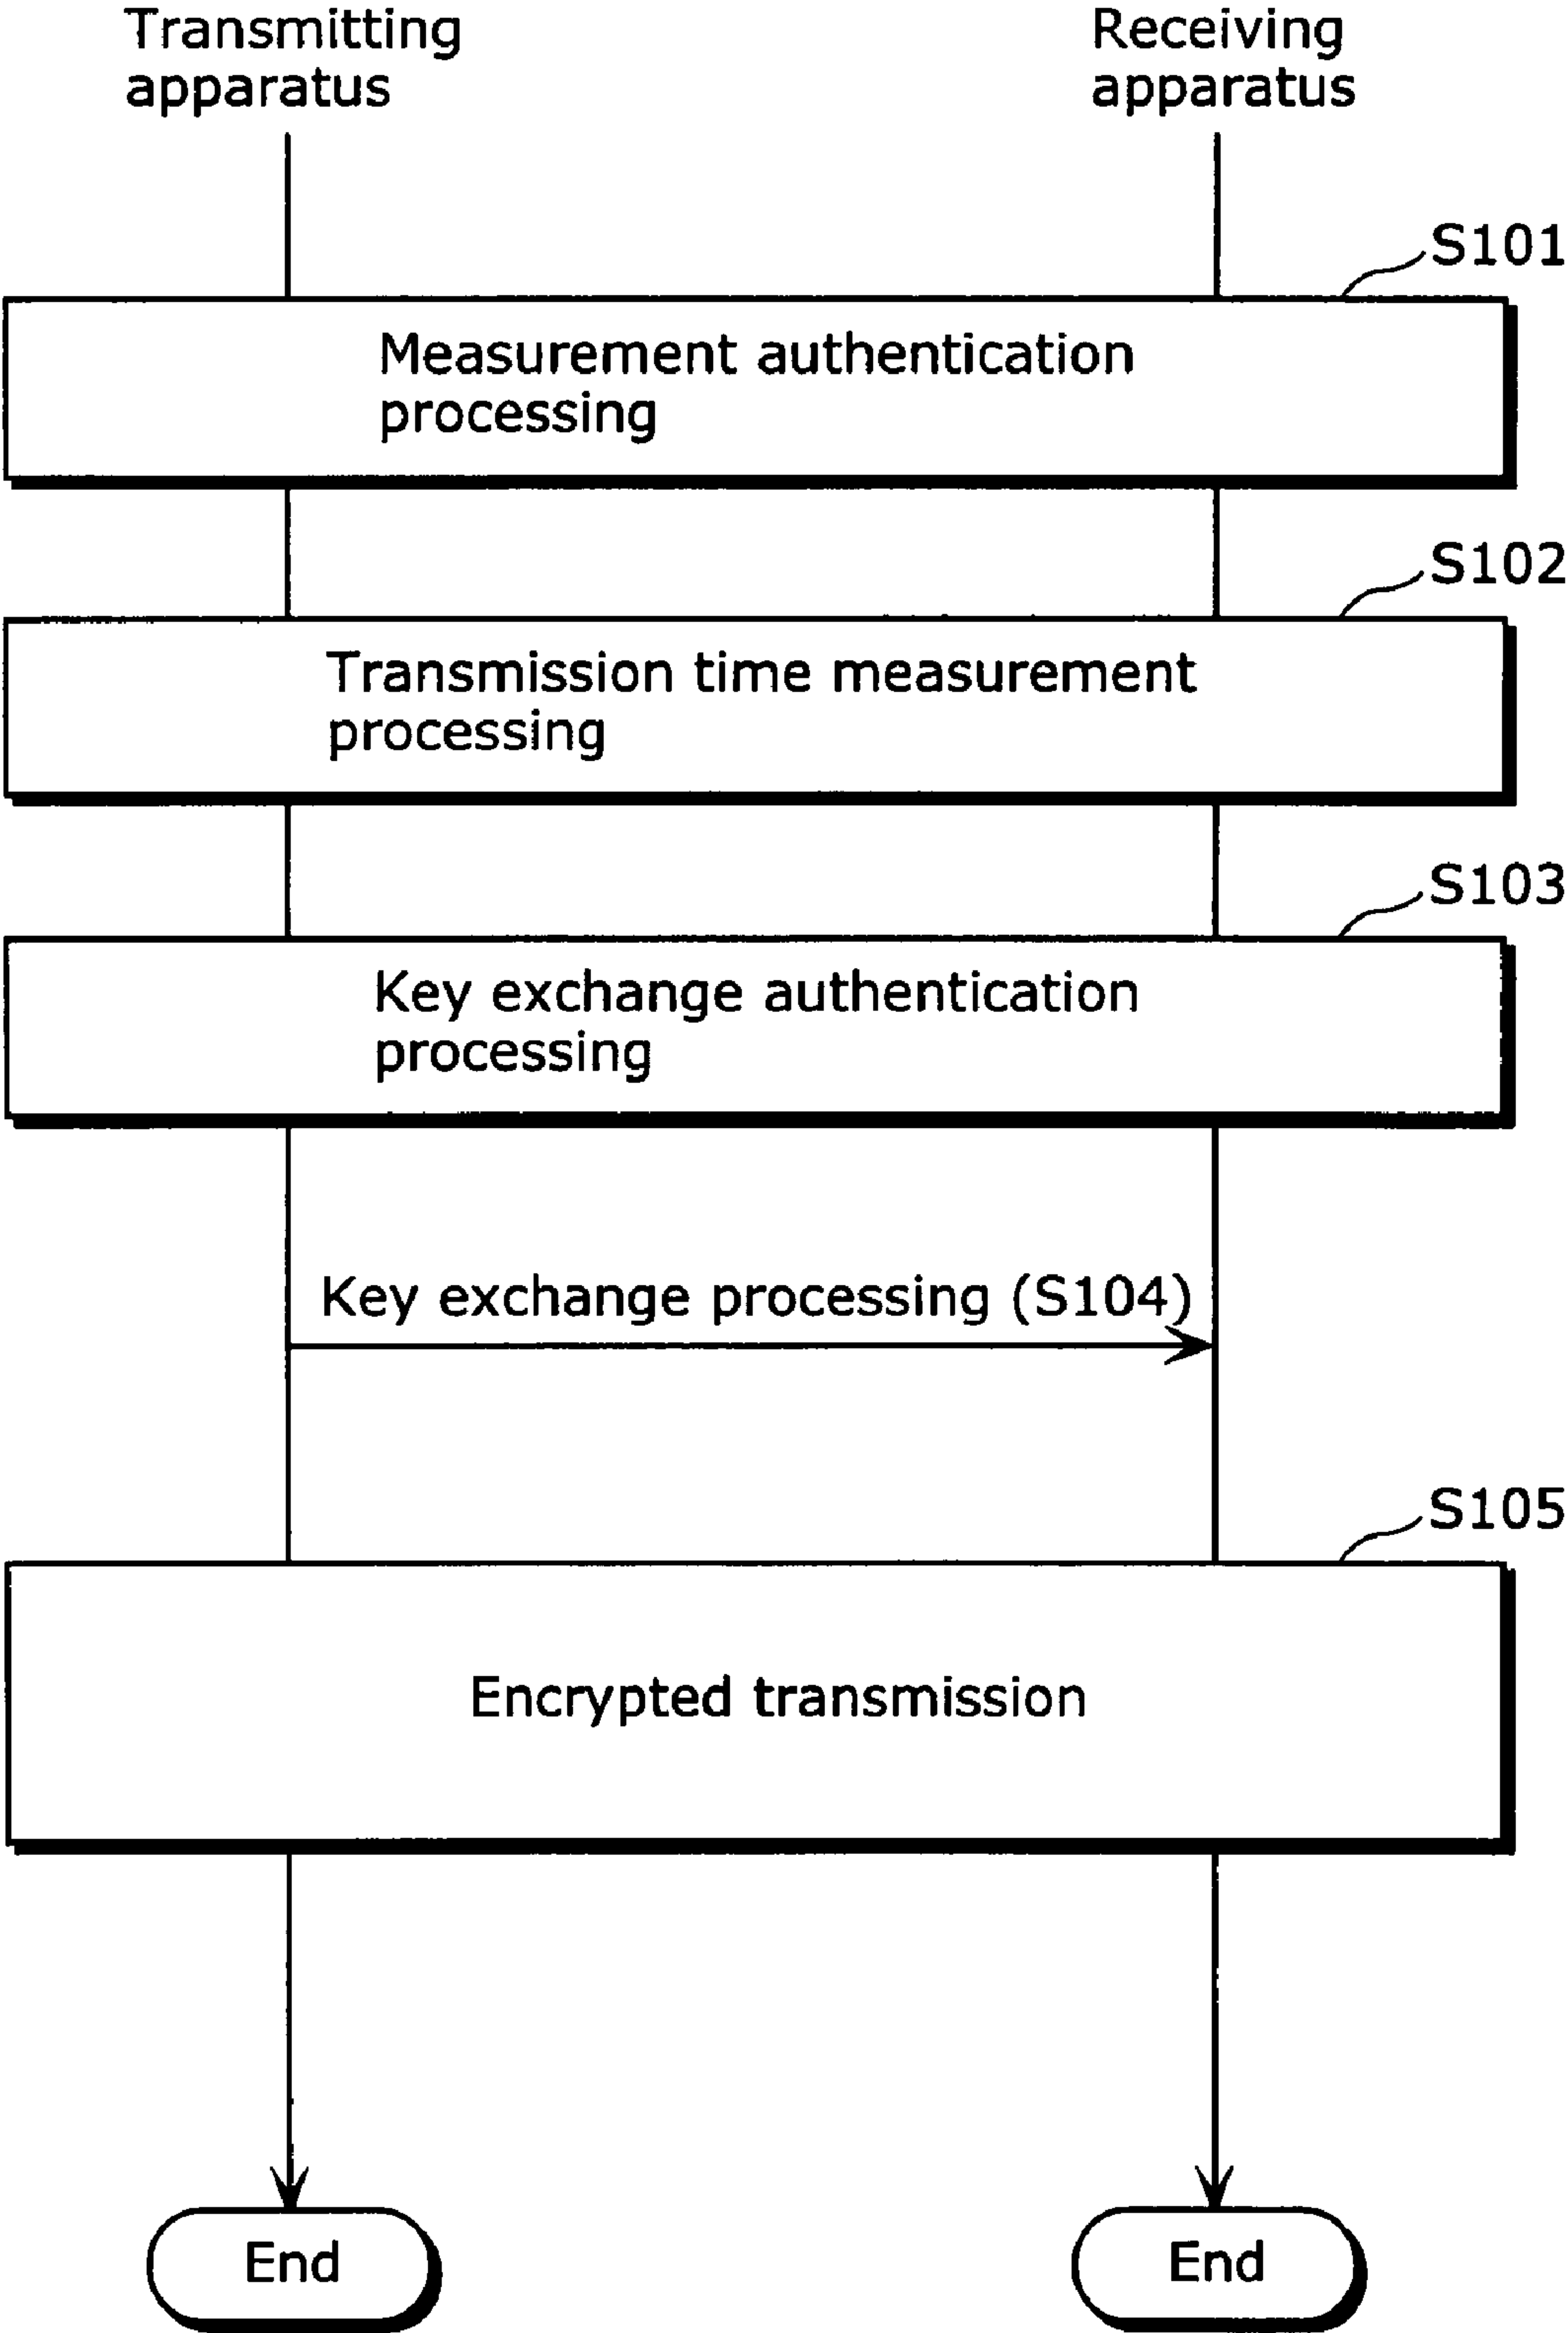 Transmitting
apparatus
Receiving
apparatus
S101
Measurement authentication
processing
S102
Transmission time measurement
processing
S103
Key exchange authentication
processing
Key exchange processing (S104)
S105
Encrypted transmission
End
End